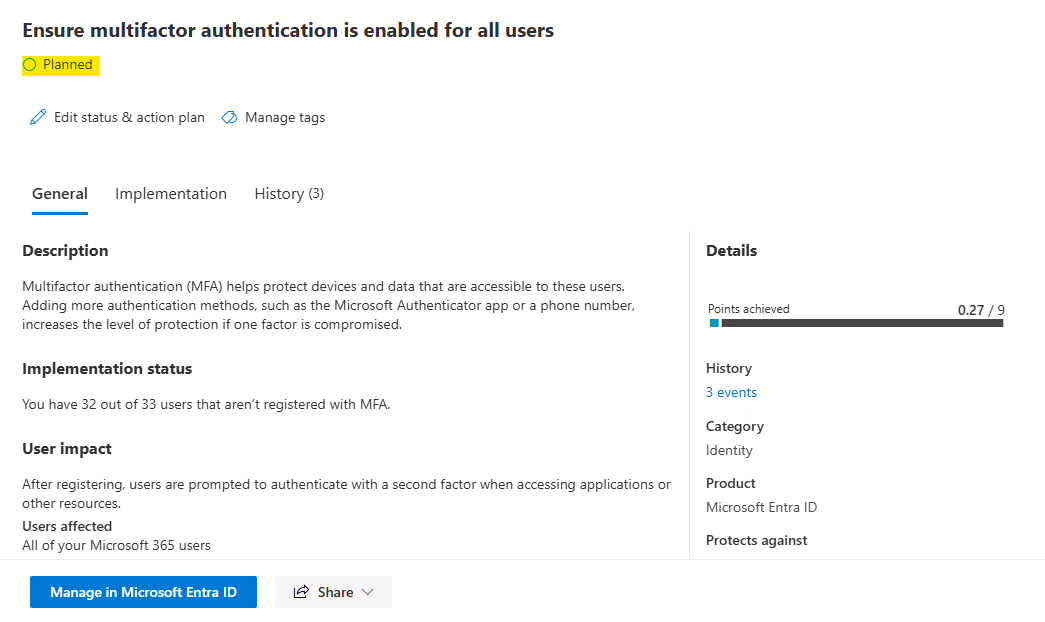 Ensure multifactor authentication is enabled for all users
Planned
Edit status & action plan
Manage tags
General
Implementation
History (3)
Description
Multifactor authentication (MFA) helps protect devices and data that are accessible to these users.
Adding more authentication methods, such as the Microsoft Authenticator app or a phone number,
increases the level of protection if one factor is compromised.
Implementation status
You have 32 out of 33 users that aren’t registered with MFA.
User impact
After registering, users are prompted to authenticate with a second factor when accessing applications or
other resources.
Users affected
All of your Microsoft 365 users
Details
Points achieved
0.27 / 9
History
3 events
Category
Identity
Product
Microsoft Entra ID
Protects against
Manage in Microsoft Entra ID
Share